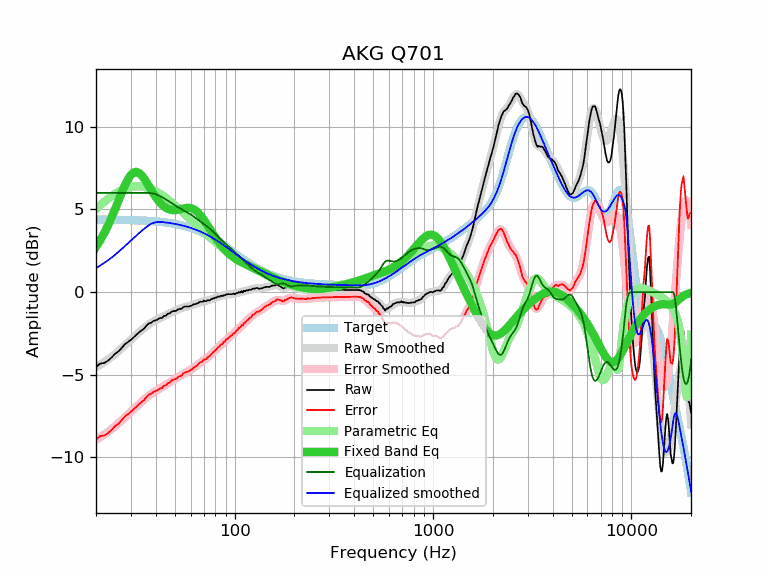 AKG Q701
Amplitude (dBr)
10
5
0
−5
−10
Target
Raw Smoothed
Error Smoothed
Raw
Error
Parametric Eq
Fixed Band Eq
Equalization
Equalized smoothed
100
1000
10000
Frequency (Hz)